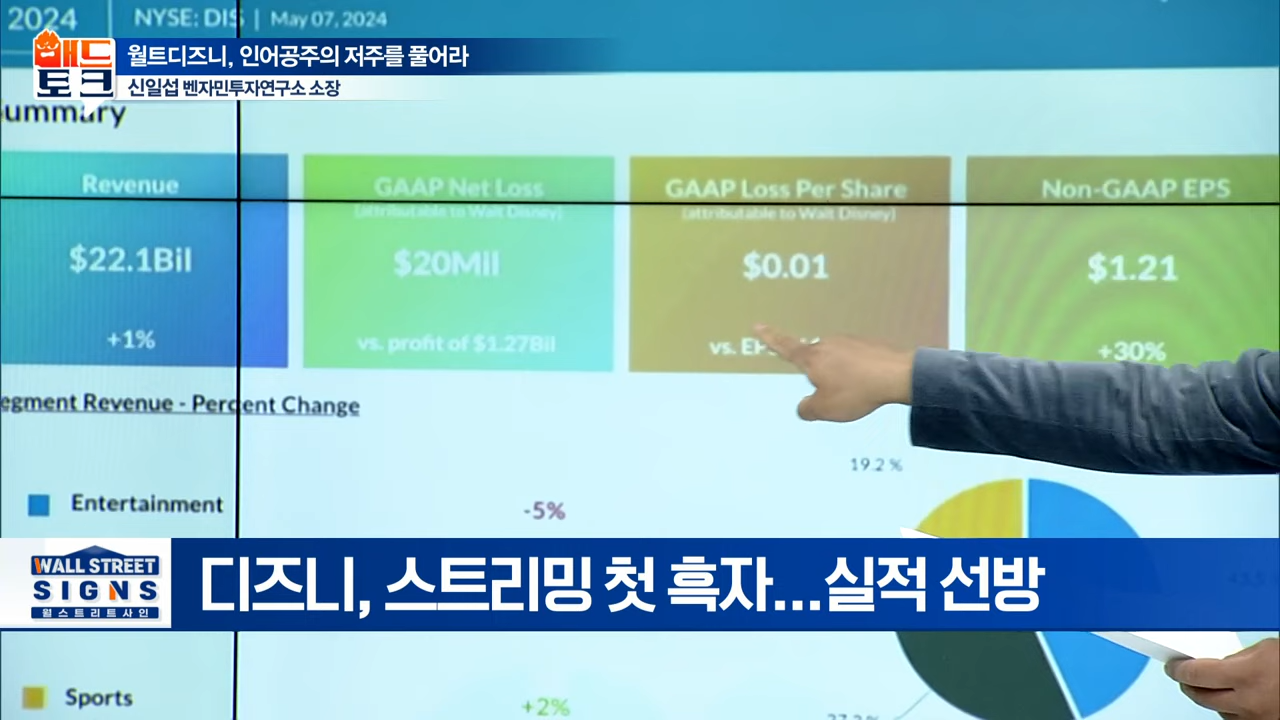 2024 | NYSE: DIS | May 07, 2024
매드
토크
월트디즈니, 인어공주의 저주를 풀어라
신일섭 벤자민투자연구소 소장
ummary
Revenue
$22.1Bil
+1%
GAAP Net Loss
(attributable to Walt Disney)
$20Mil
vs. profit of $1.27Bil
GAAP Loss Per Share
(attributable to Walt Disney)
$0.01
vs.
Non-GAAP EPS
$1.21
+30%
egment Revenue - Percent Change
19.2 %
Entertainment -5%
WALL STREET
SIGNS
월스트리트사인
디즈니, 스트리밍 첫 흑자...실적 선방
Sports +2%